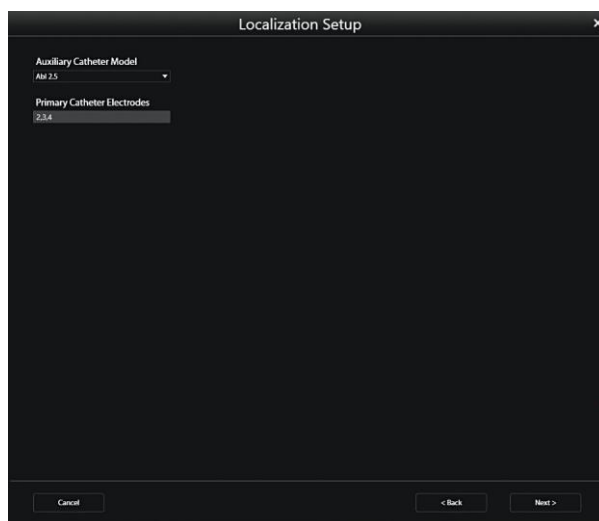 Localization Setup
Auxiliary Catheter Model
Abl 2.5
Primary Catheter Electrodes
2,3,4
Cancel
< Back
Next >